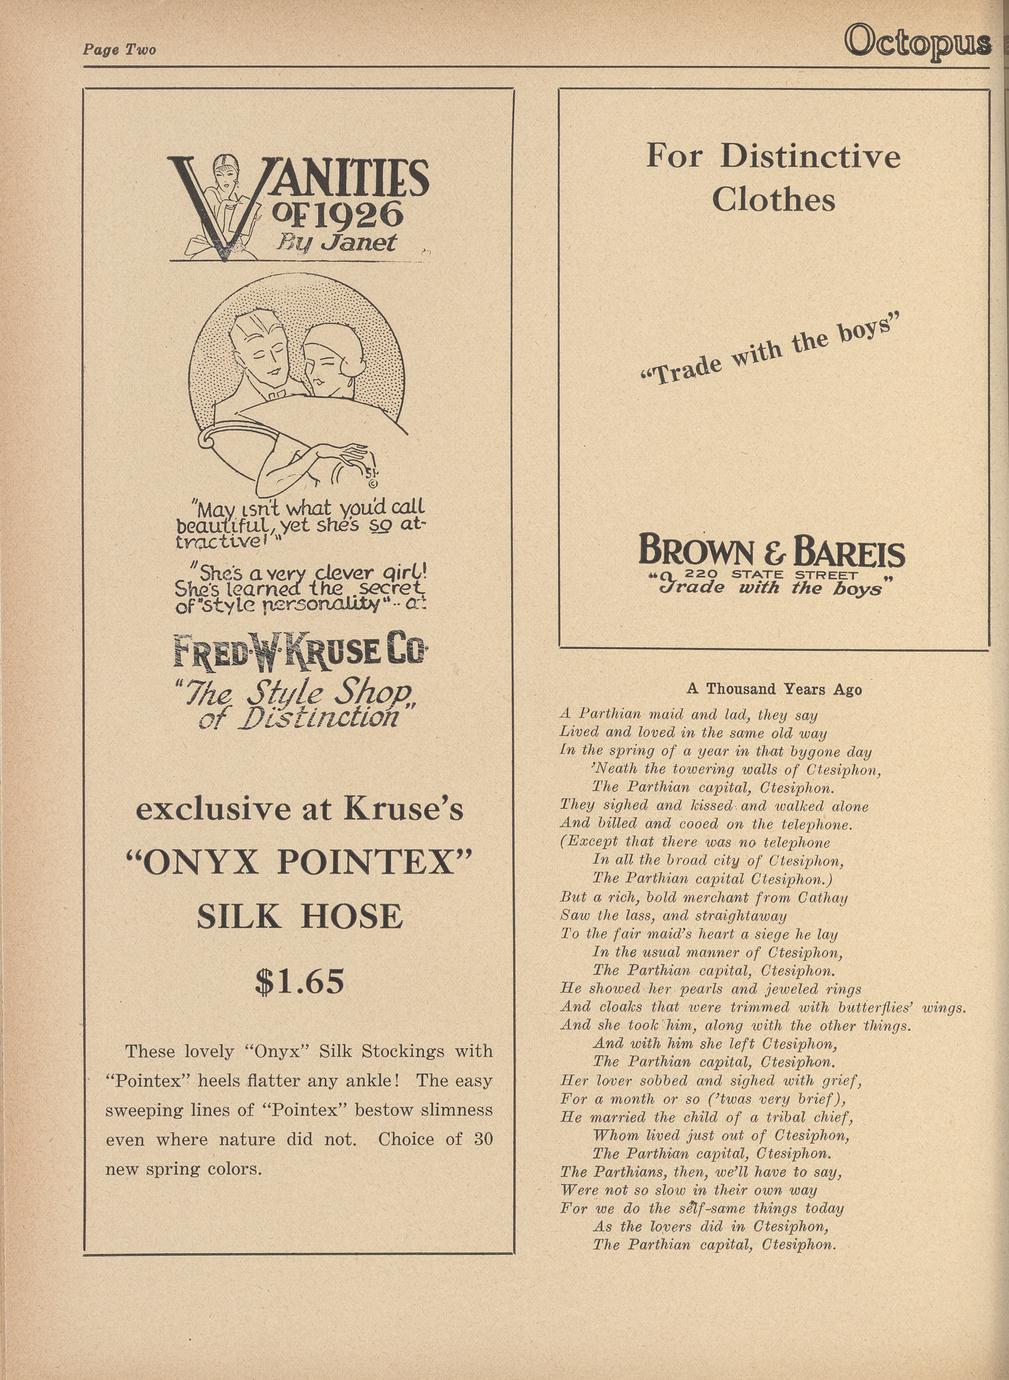 Page Two
Octopus
VANITIES
OF 1926
By Janet
"May isn't what you'd call
beautiful, yet she's so at-
tractive!"
"She's a very clever girl!
She's learned the secret
of "style personality" -- at
FRED·W·KRUSE CO·
"The Style Shop
of Distinction"
exclusive at Kruse's
"ONYX POINTEX"
SILK HOSE
$1.65
These lovely "Onyx" Silk Stockings with
"Pointex" heels flatter any ankle! The easy
sweeping lines of "Pointex" bestow slimness
even where nature did not. Choice of 30
new spring colors.
For Distinctive
Clothes
"Trade with the boys"
BROWN & BAREIS
220 STATE STREET
"Trade with the boys"
A Thousand Years Ago
A Parthian maid and lad, they say
Lived and loved in the same old way
In the spring of a year in that bygone day
'Neath the towering walls of Ctesiphon,
The Parthian capital, Ctesiphon.
They sighed and kissed and walked alone
And billed and cooed on the telephone.
(Except that there was no telephone
In all the broad city of Ctesiphon,
The Parthian capital Ctesiphon.)
But a rich, bold merchant from Cathay
Saw the lass, and straightaway
To the fair maid's heart a siege he lay
In the usual manner of Ctesiphon,
The Parthian capital, Ctesiphon.
He showed her pearls and jeweled rings
And cloaks that were trimmed with butterflies' wings.
And she took him, along with the other things.
And with him she left Ctesiphon,
The Parthian capital, Ctesiphon.
Her lover sobbed and sighed with grief,
For a month or so ('twas very brief),
He married the child of a tribal chief,
Whom lived just out of Ctesiphon,
The Parthian capital, Ctesiphon.
The Parthians, then, we'll have to say,
Were not so slow in their own way
For we do the self-same things today
As the lovers did in Ctesiphon,
The Parthian capital, Ctesiphon.